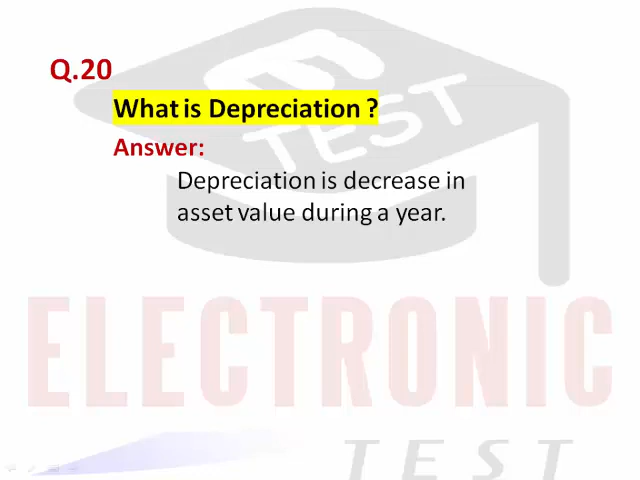 TEST
Q.20
What is Depreciation ?
Answer:
Depreciation is decrease in
asset value during a year.
ELECTRONIC
TEST